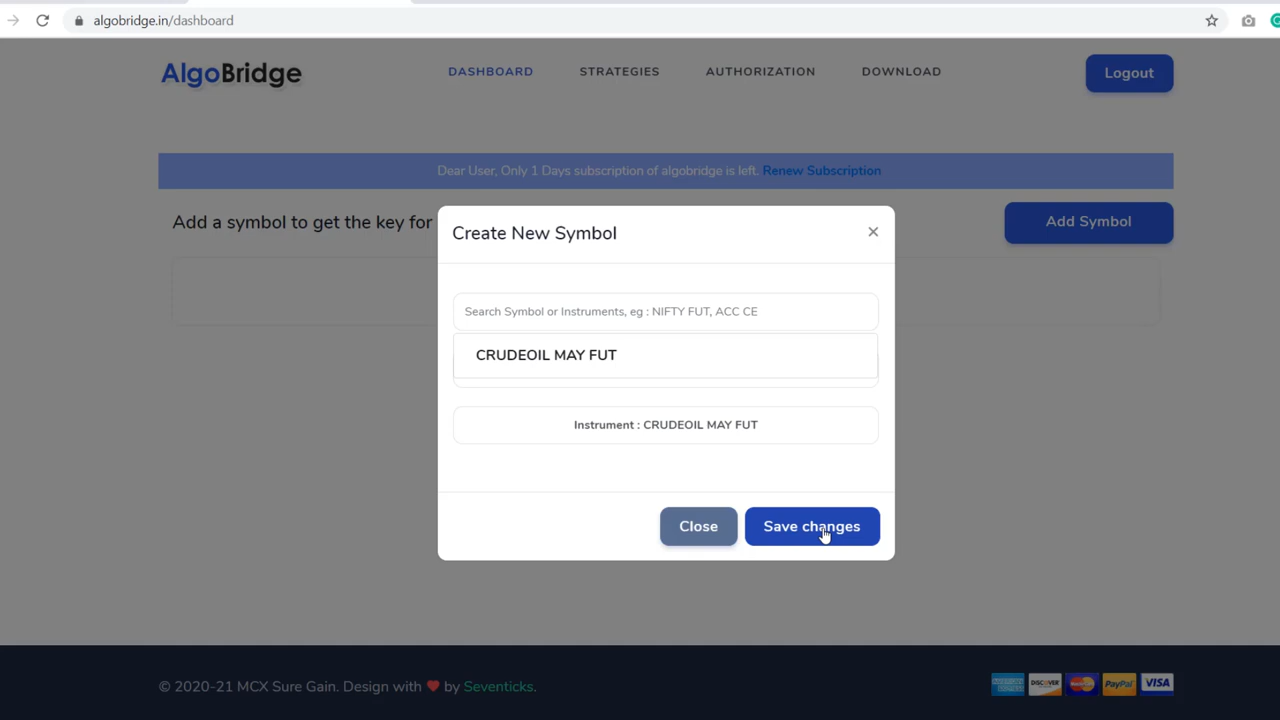 algobridge.in/dashboard
AlgoBridge
DASHBOARD
STRATEGIES
AUTHORIZATION
DOWNLOAD
Logout
Dear User, Only 1 Days subscription of algobridge is left. Renew Subscription
Add a symbol to get the key for
Add Symbol
Create New Symbol
×
Search Symbol or Instruments, eg : NIFTY FUT, ACC CE
CRUDEOIL MAY FUT
Instrument : CRUDEOIL MAY FUT
Close
Save changes
© 2020-21 MCX Sure Gain. Design with ❤ by Seventicks.
AMERICAN EXPRESS
DISCOVER
MasterCard
PayPal
VISA